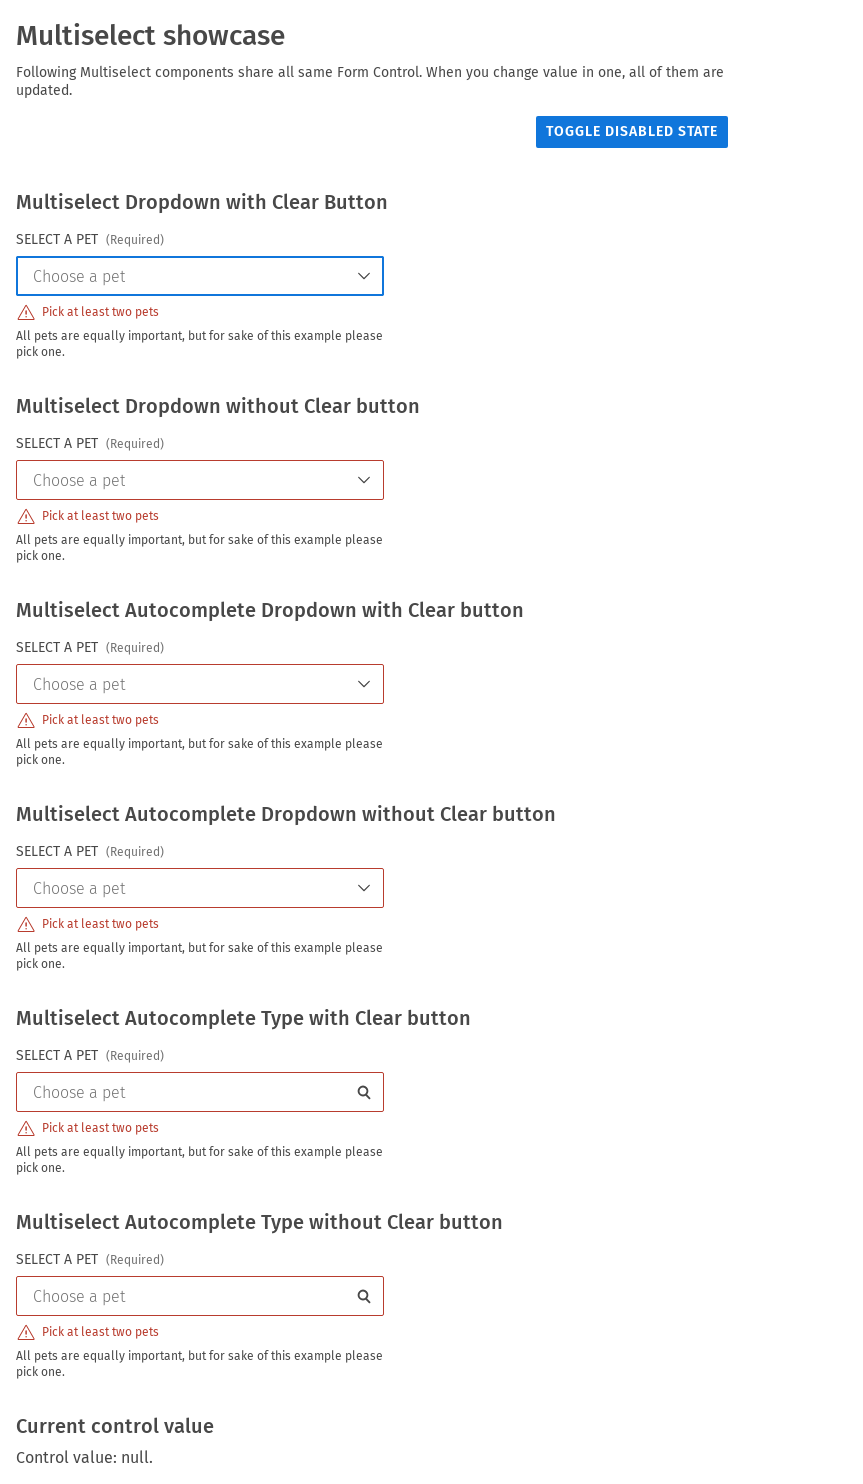 Multiselect showcase
Following Multiselect components share all same Form Control. When you change value in one, all of them are
updated.
TOGGLE DISABLED STATE
Multiselect Dropdown with Clear Button
SELECT A PET (Required)
Choose a pet
Pick at least two pets
All pets are equally important, but for sake of this example please
pick one.
Multiselect Dropdown without Clear button
SELECT A PET (Required)
Choose a pet
Pick at least two pets
All pets are equally important, but for sake of this example please
pick one.
Multiselect Autocomplete Dropdown with Clear button
SELECT A PET (Required)
Choose a pet
Pick at least two pets
All pets are equally important, but for sake of this example please
pick one.
Multiselect Autocomplete Dropdown without Clear button
SELECT A PET (Required)
Choose a pet
Pick at least two pets
All pets are equally important, but for sake of this example please
pick one.
Multiselect Autocomplete Type with Clear button
SELECT A PET (Required)
Choose a pet
Pick at least two pets
All pets are equally important, but for sake of this example please
pick one.
Multiselect Autocomplete Type without Clear button
SELECT A PET (Required)
Choose a pet
Pick at least two pets
All pets are equally important, but for sake of this example please
pick one.
Current control value
Control value: null.